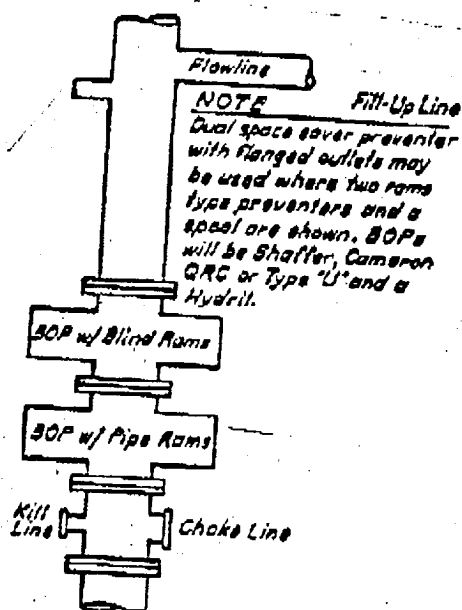 Flowline
NOTE
Fill-Up Line
Dual space saver preventer
with flanged outlets may
be used where two rams
type preventers and a
spool are shown. BOPs
will be Shaffer, Cameron
QRC or Type "U" and a
Hydril.
BOP w/ Blind Rams
BOP w/ Pipe Rams
Kill
Line
Choke Line